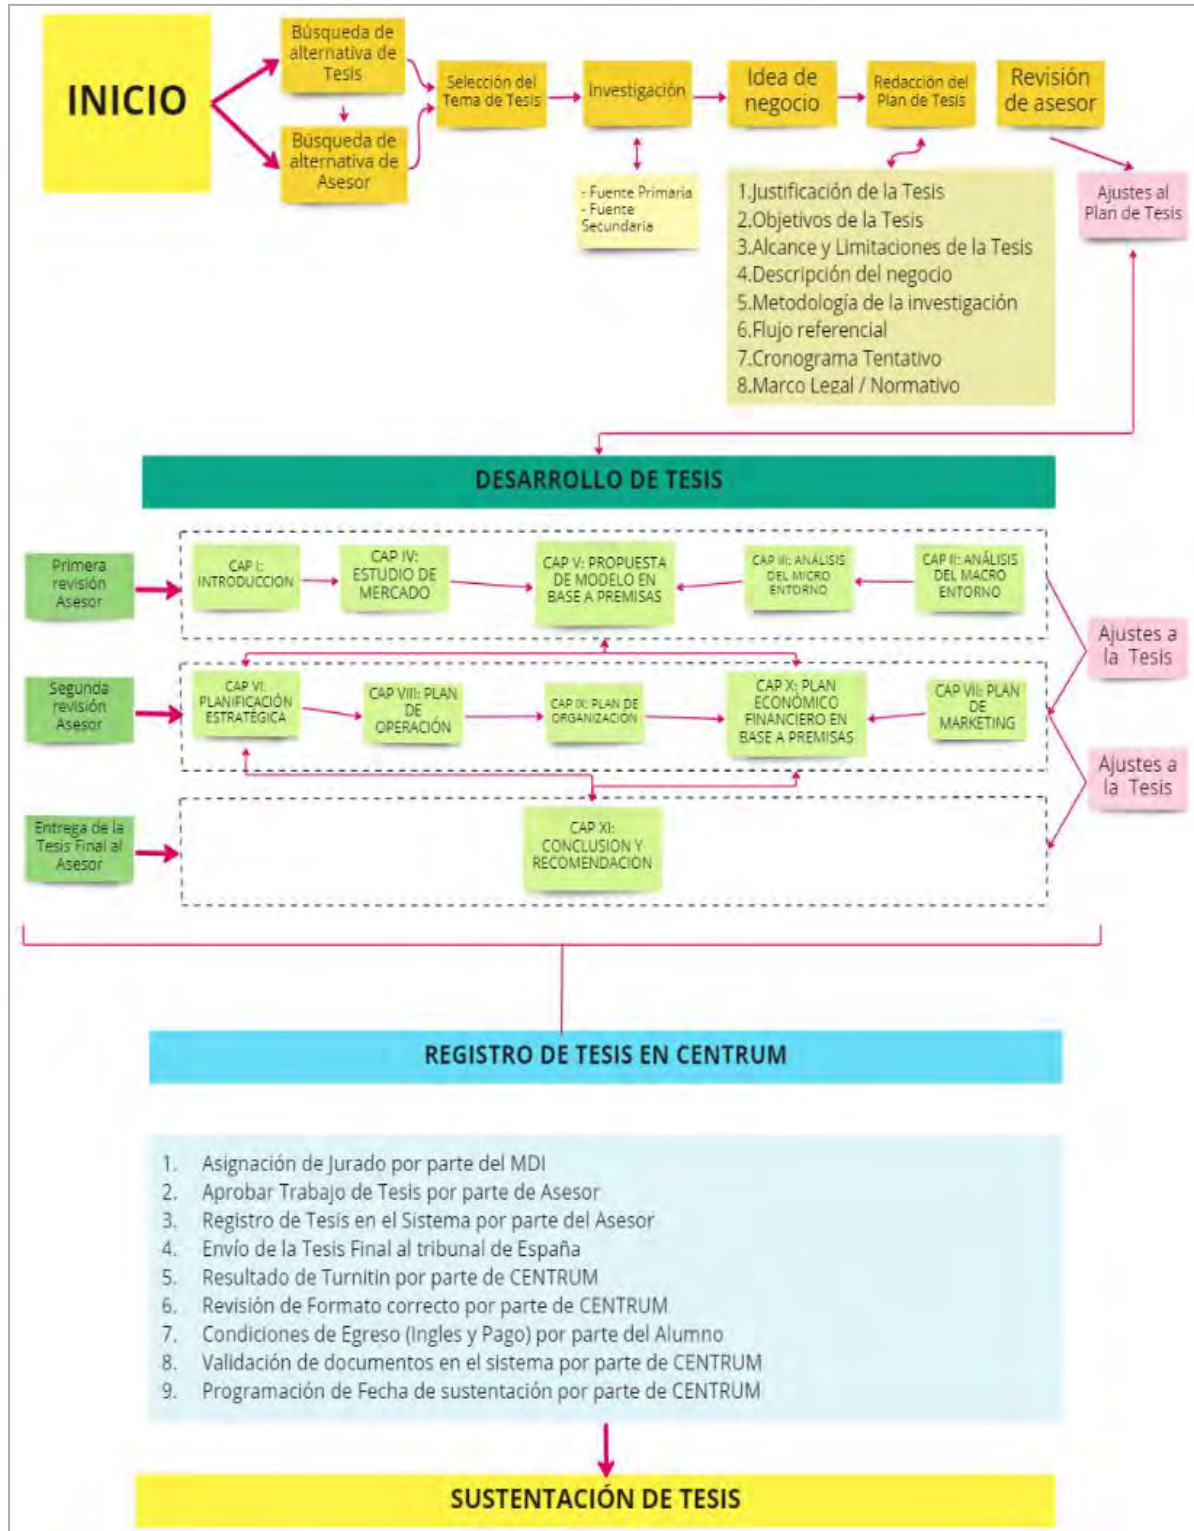 INICIO
Búsqueda de
alternativa de
Tesis
Búsqueda de
alternativa de
Asesor
Selección del
Tema de Tesis
Investigación
- Fuente Primaria
- Fuente
Secundaria
Idea de
negocio
Redacción del
Plan de Tesis
1.Justificación de la Tesis
2.Objetivos de la Tesis
3.Alcance y Limitaciones de la Tesis
4.Descripción del negocio
5.Metodología de la investigación
6.Flujo referencial
7.Cronograma Tentativo
8.Marco Legal / Normativo
Revisión
de asesor
Ajustes al
Plan de Tesis
DESARROLLO DE TESIS
Primera
revisión
Asesor
CAP I:
INTRODUCCION
CAP IV:
ESTUDIO DE
MERCADO
CAP V: PROPUESTA
DE MODELO EN
BASE A PREMISAS
CAP III: ANÁLISIS
DEL MICRO
ENTORNO
CAP II: ANÁLISIS
DEL MACRO
ENTORNO
Ajustes a
la Tesis
Segunda
revisión
Asesor
CAP VI:
PLANIFICACIÓN
ESTRATÉGICA
CAP VIII: PLAN
DE
OPERACIÓN
CAP IX: PLAN DE
ORGANIZACIÓN
CAP X: PLAN
ECONÓMICO
FINANCIERO EN
BASE A PREMISAS
CAP VII: PLAN
DE
MARKETING
Ajustes a
la Tesis
Entrega de la
Tesis Final al
Asesor
CAP XI:
CONCLUSION Y
RECOMENDACION
REGISTRO DE TESIS EN CENTRUM
1. Asignación de Jurado por parte del MDI
2. Aprobar Trabajo de Tesis por parte de Asesor
3. Registro de Tesis en el Sistema por parte del Asesor
4. Envío de la Tesis Final al tribunal de España
5. Resultado de Turnitin por parte de CENTRUM
6. Revisión de Formato correcto por parte de CENTRUM
7. Condiciones de Egreso (Ingles y Pago) por parte del Alumno
8. Validación de documentos en el sistema por parte de CENTRUM
9. Programación de Fecha de sustentación por parte de CENTRUM
SUSTENTACIÓN DE TESIS